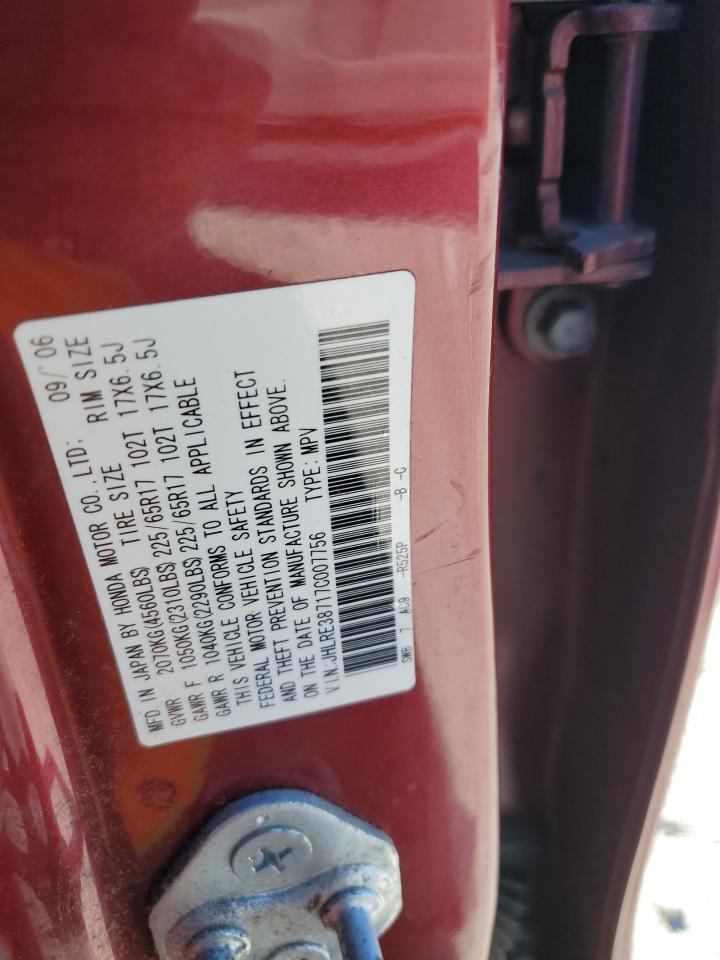 MFD. IN JAPAN BY HONDA MOTOR CO., LTD: 09/'06
GVWR 2070KG(4560LBS) TIRE SIZE RIM SIZE
GAWR F 1050KG(2310LBS) 225/65R17 102T 17X6.5J
GAWR R 1040KG(2290LBS) 225/65R17 102T 17X6.5J
THIS VEHICLE CONFORMS TO ALL APPLICABLE
FEDERAL MOTOR VEHICLE SAFETY
AND THEFT PREVENTION STANDARDS IN EFFECT
ON THE DATE OF MANUFACTURE SHOWN ABOVE.
V.I.N.:JHLRE38717C007756 TYPE: MPV
SWB 7 AC9 -R525P -B -C